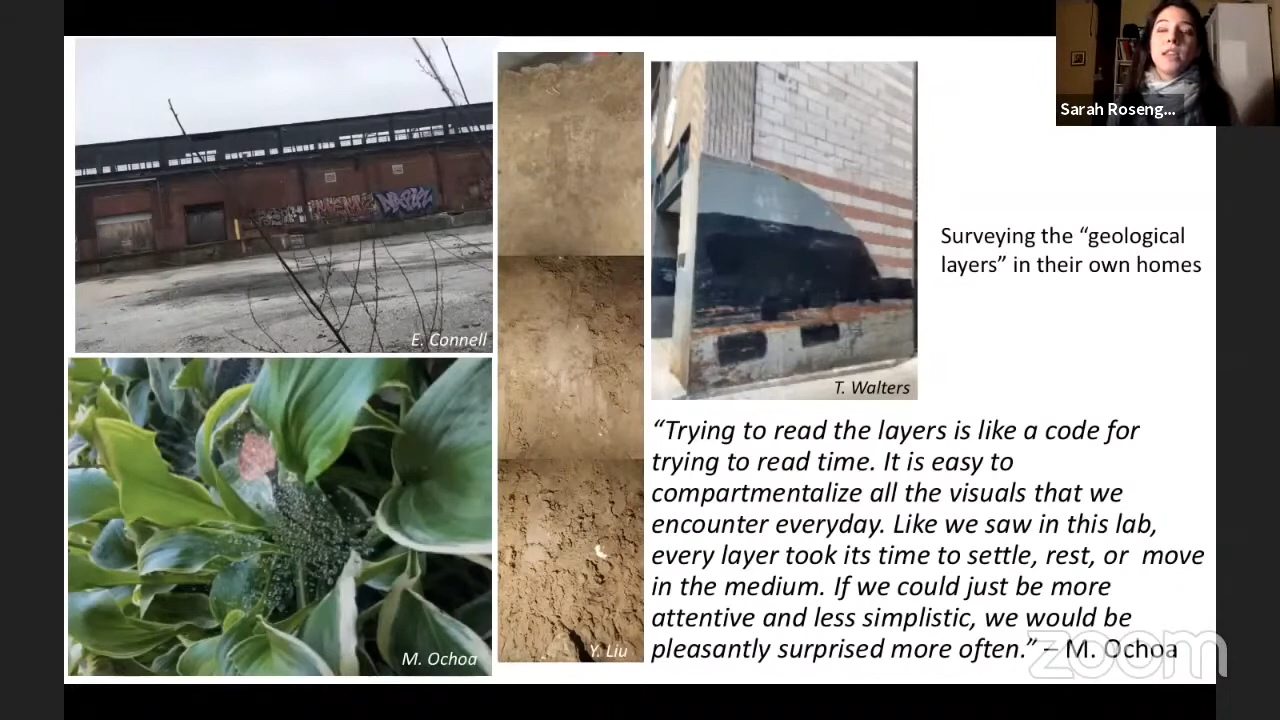 Sarah Roseng...
E. Connell
T. Walters
Surveying the “geological
layers” in their own homes
M. Ochoa
Y. Liu
“Trying to read the layers is like a code for
trying to read time. It is easy to
compartmentalize all the visuals that we
encounter everyday. Like we saw in this lab,
every layer took its time to settle, rest, or  move
in the medium. If we could just be more
attentive and less simplistic, we would be
pleasantly surprised more often.” – M. Ochoa
zoom